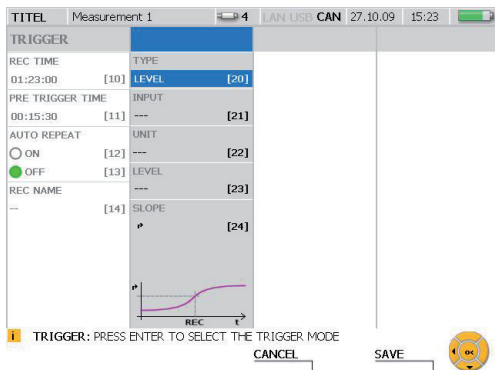 TITEL Measurement 1 4 LAN USB CAN 27.10.09 15:23
TRIGGER
REC TIME
01:23:00 [10]
PRE TRIGGER TIME
00:15:30 [11]
AUTO REPEAT
ON [12]
OFF [13]
REC NAME
-- [14]
TYPE
LEVEL [20]
INPUT
--- [21]
UNIT
--- [22]
LEVEL
--- [23]
SLOPE
[24]
REC t
i TRIGGER: PRESS ENTER TO SELECT THE TRIGGER MODE
CANCEL SAVE
OK